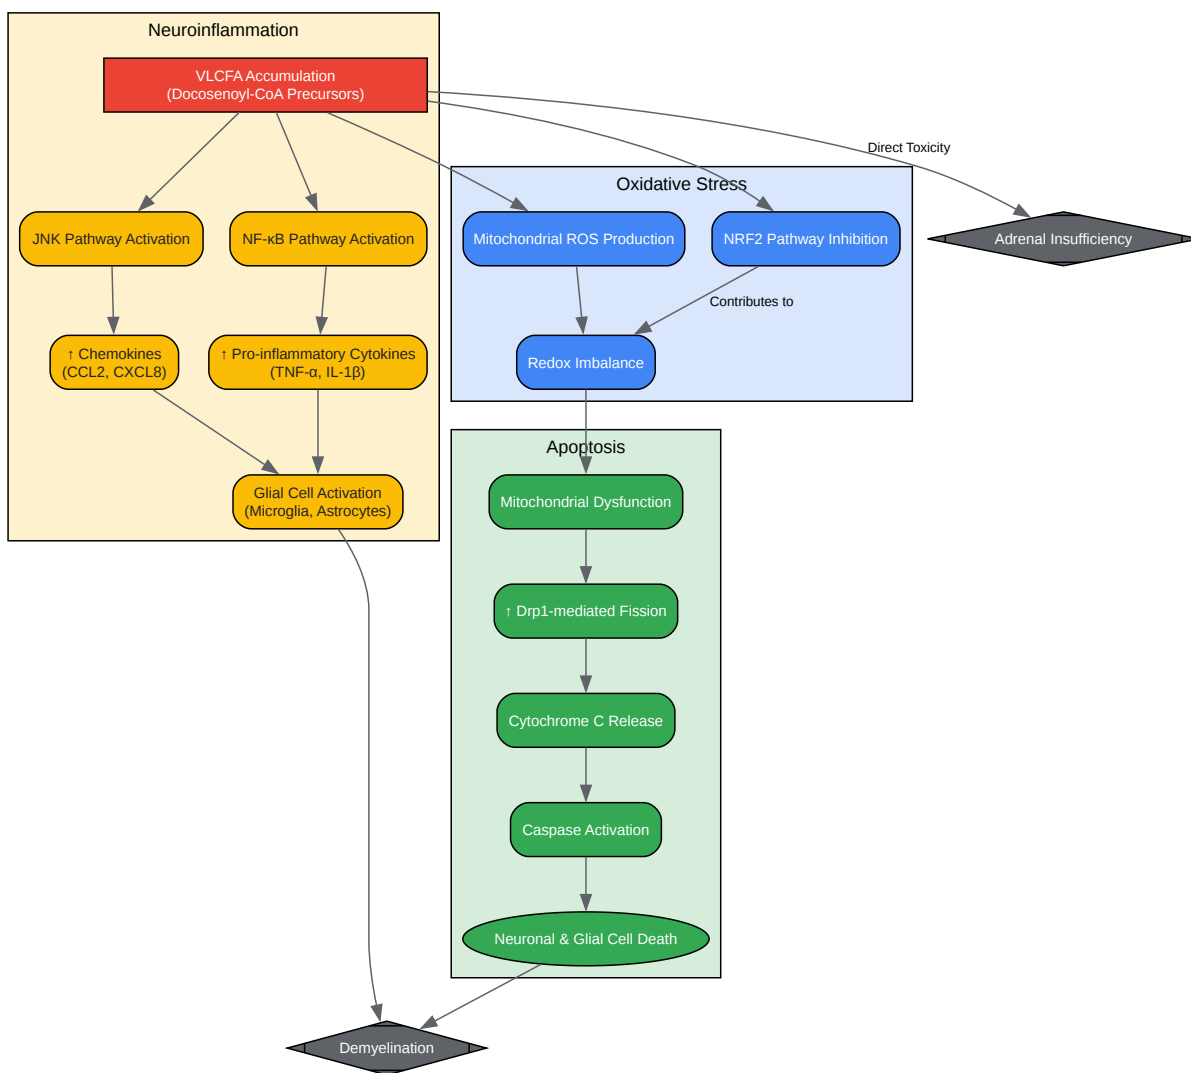 Neuroinflammation
VLCFA Accumulation
(Docosenoyl-CoA Precursors)
Direct Toxicity
Oxidative Stress
JNK Pathway Activation
NF-κB Pathway Activation
Mitochondrial ROS Production
NRF2 Pathway Inhibition
Adrenal Insufficiency
Contributes to
↑ Chemokines
(CCL2, CXCL8)
↑ Pro-inflammatory Cytokines
(TNF-α, IL-1β)
Redox Imbalance
Apoptosis
Glial Cell Activation
(Microglia, Astrocytes)
Mitochondrial Dysfunction
↑ Drp1-mediated Fission
Cytochrome C Release
Caspase Activation
Neuronal & Glial Cell Death
Demyelination